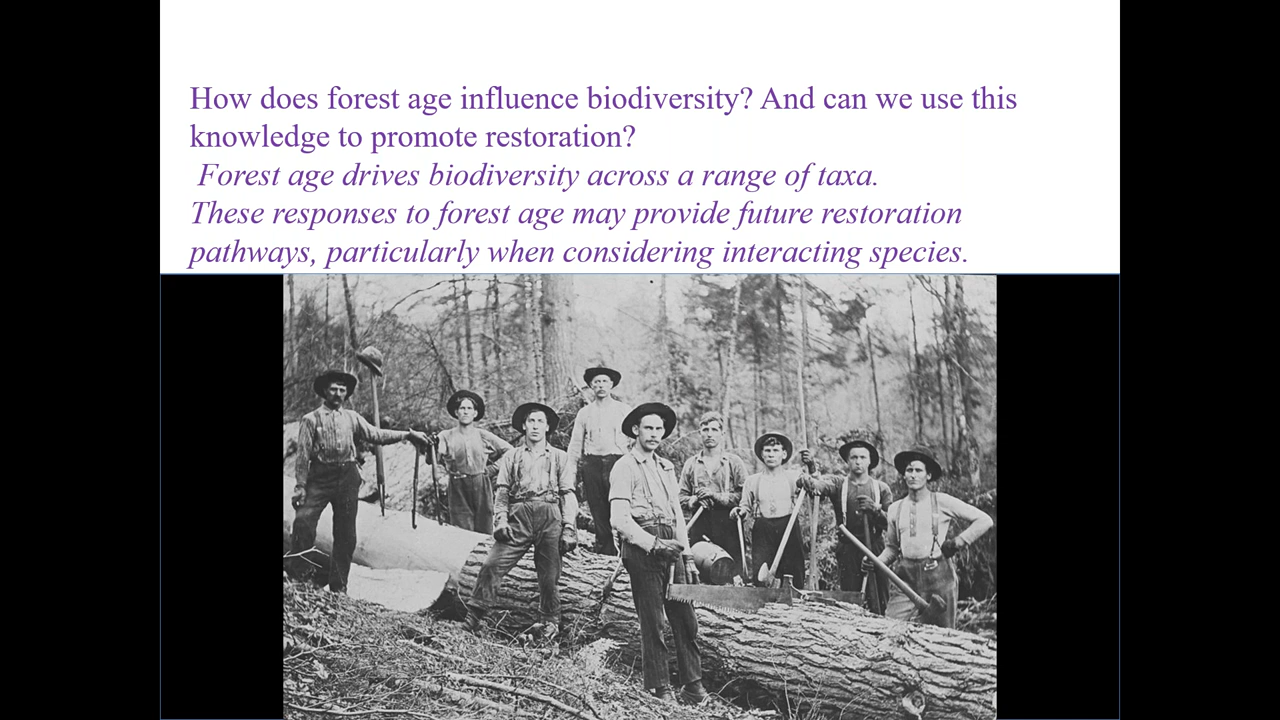 How does forest age influence biodiversity? And can we use this
knowledge to promote restoration?
Forest age drives biodiversity across a range of taxa.
These responses to forest age may provide future restoration
pathways, particularly when considering interacting species.